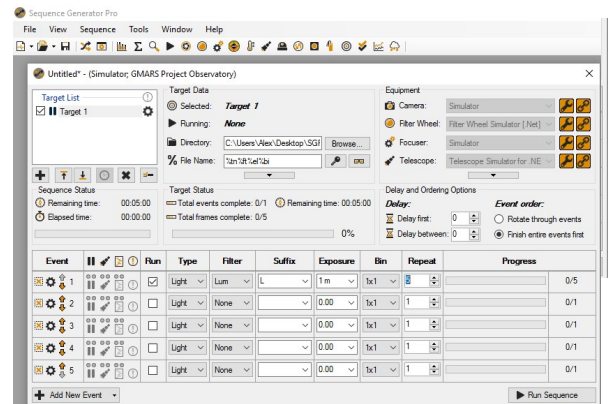 Sequence Generator Pro
File View Sequence Tools Window Help
Untitled* - (Simulator; GMARS Project Observatory)
Target List
Target 1
Target Data
Selected: Target 1
Running: None
Directory: C:\Users\Alex\Desktop\SGF Browse...
File Name: %tn%ft%el%bi
Equipment
Camera: Simulator
Filter Wheel: Filter Wheel Simulator [.Net]
Focuser: Simulator
Telescope: Telescope Simulator for .NE
Sequence Status
Remaining time: 00:05:00
Elapsed time: 00:00:00
Target Status
Total events complete: 0/1 Remaining time: 00:05:00
Total frames complete: 0/5
0%
Delay and Ordering Options
Delay: Event order:
Delay first: 0 Rotate through events
Delay between: 0 Finish entire events first
Event Run Type Filter Suffix Exposure Bin Repeat Progress
1 Light Lum L 1 m 1x1 5 0/5
2 Light None 0.00 1x1 1 0/1
3 Light None 0.00 1x1 1 0/1
4 Light None 0.00 1x1 1 0/1
5 Light None 0.00 1x1 1 0/1
Add New Event Run Sequence